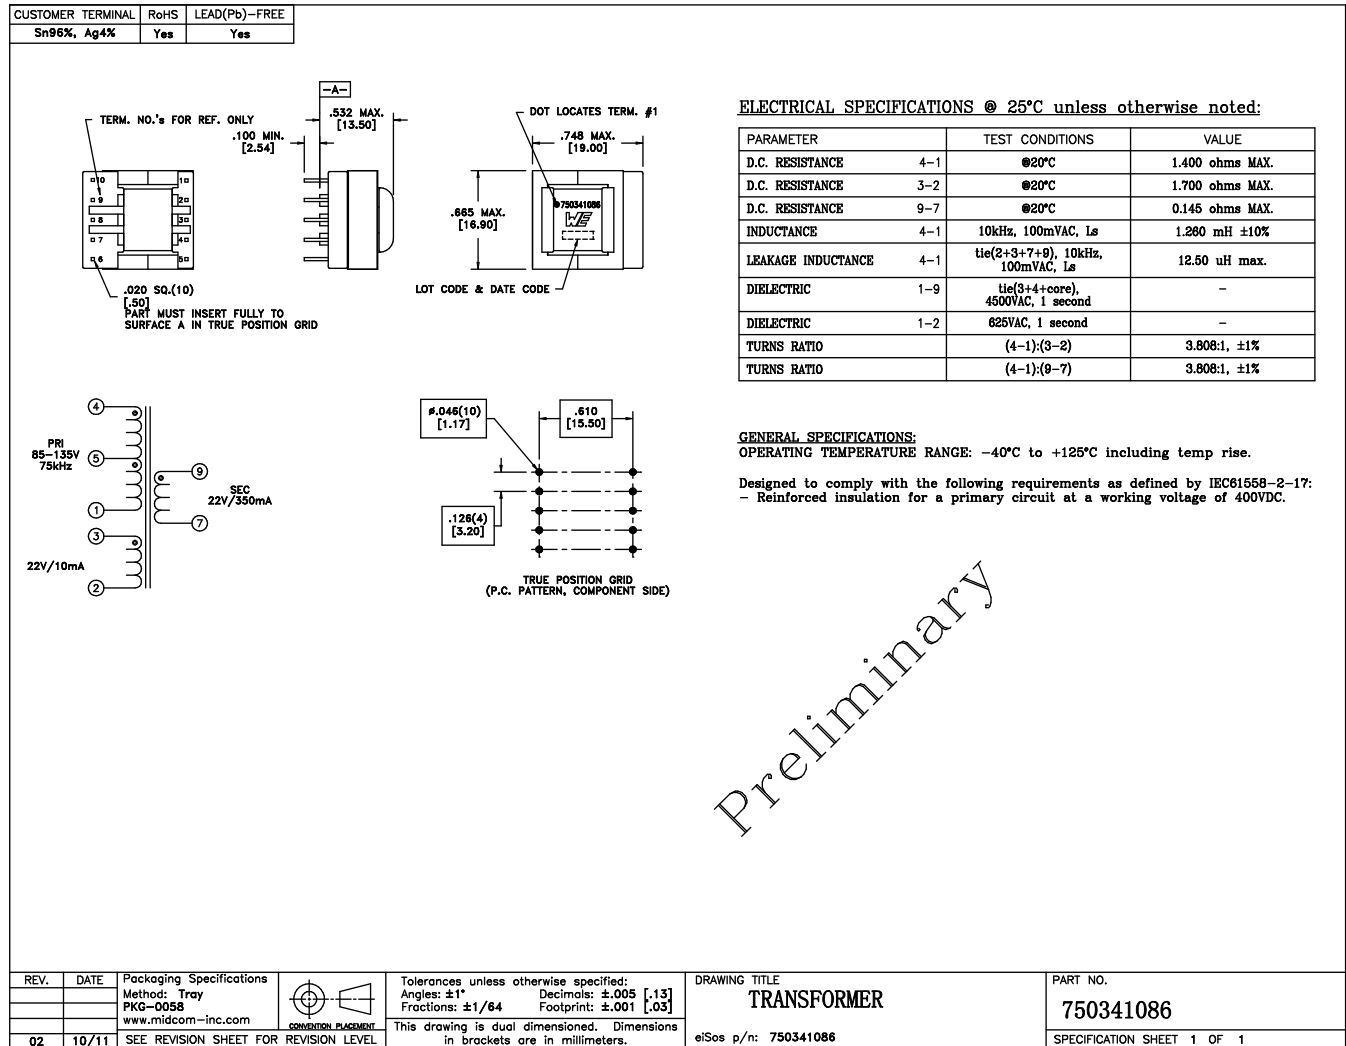 CUSTOMER TERMINAL RoHS LEAD(Pb)-FREE
Sn96%, Ag4% Yes Yes
-A-
TERM. NO.'s FOR REF. ONLY
.532 MAX.
[13.50]
.100 MIN.
[2.54]
DOT LOCATES TERM. #1
.748 MAX.
[19.00]
10 1
9 2
8 3
7 4
6 5
750341086
WE
.665 MAX.
[16.90]
LOT CODE & DATE CODE
.020 SQ.(10)
[.50]
PART MUST INSERT FULLY TO
SURFACE A IN TRUE POSITION GRID
ELECTRICAL SPECIFICATIONS @ 25°C unless otherwise noted:
PARAMETER TEST CONDITIONS VALUE
D.C. RESISTANCE 4-1 @20°C 1.400 ohms MAX.
D.C. RESISTANCE 3-2 @20°C 1.700 ohms MAX.
D.C. RESISTANCE 9-7 @20°C 0.145 ohms MAX.
INDUCTANCE 4-1 10kHz, 100mVAC, Ls 1.260 mH ±10%
LEAKAGE INDUCTANCE 4-1 tie(2+3+7+9), 10kHz, 100mVAC, Ls 12.50 uH max.
DIELECTRIC 1-9 tie(3+4+core), 4500VAC, 1 second -
DIELECTRIC 1-2 625VAC, 1 second -
TURNS RATIO (4-1):(3-2) 3.808:1, ±1%
TURNS RATIO (4-1):(9-7) 3.808:1, ±1%
GENERAL SPECIFICATIONS:
OPERATING TEMPERATURE RANGE: -40°C to +125°C including temp rise.
Designed to comply with the following requirements as defined by IEC61558-2-17:
- Reinforced insulation for a primary circuit at a working voltage of 400VDC.
4
PRI
85-135V
75kHz
5
9
SEC
22V/350mA
1
7
3
22V/10mA
2
ø.046(10)
[1.17]
.610
[15.50]
.126(4)
[3.20]
TRUE POSITION GRID
(P.C. PATTERN, COMPONENT SIDE)
Preliminary
REV. DATE
02 10/11
Packaging Specifications
Method: Tray
PKG-0058
www.midcom-inc.com
CONVENTION PLACEMENT
SEE REVISION SHEET FOR REVISION LEVEL
Tolerances unless otherwise specified:
Angles: ±1° Decimals: ±.005 [.13]
Fractions: ±1/64 Footprint: ±.001 [.03]
This drawing is dual dimensioned. Dimensions
in brackets are in millimeters.
DRAWING TITLE
TRANSFORMER
eiSos p/n: 750341086
PART NO.
750341086
SPECIFICATION SHEET 1 OF 1